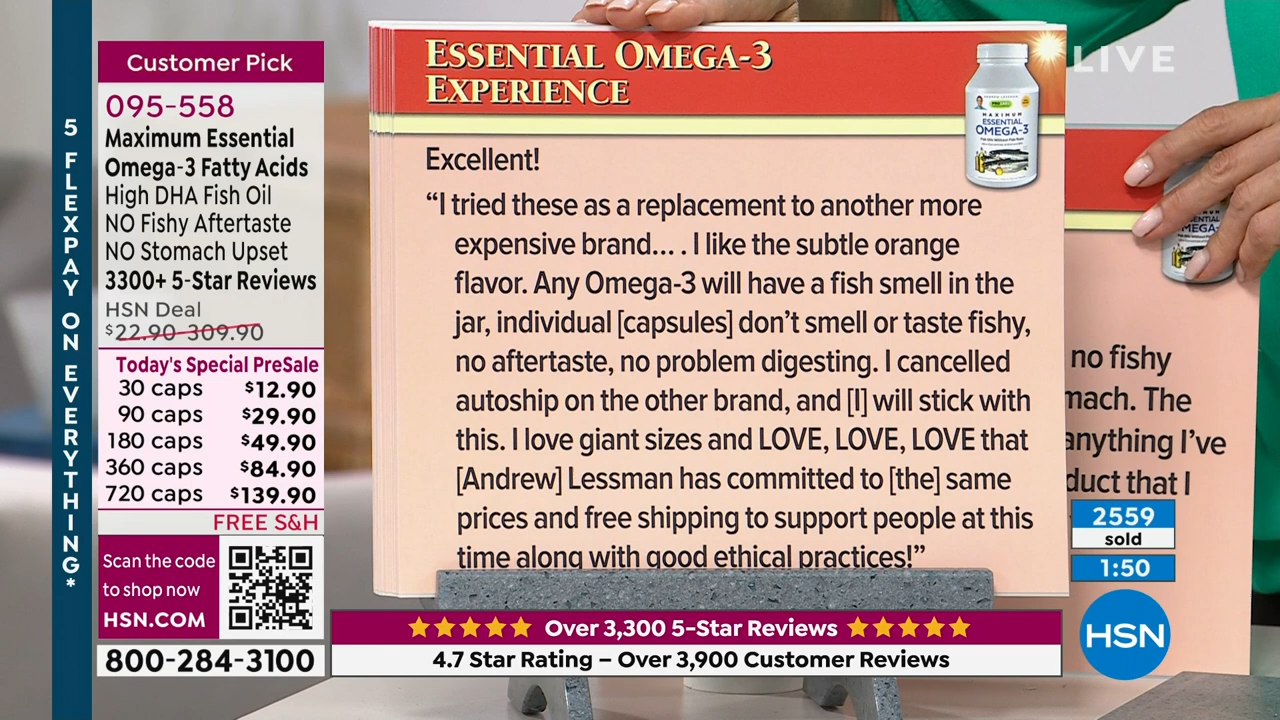 5 FLEXPAY ON EVERYTHING*
Customer Pick
095-558
Maximum Essential
Omega-3 Fatty Acids
High DHA Fish Oil
NO Fishy Aftertaste
NO Stomach Upset
3300+ 5-Star Reviews
HSN Deal
$22.90-309.90
Today's Special PreSale
30 caps $12.90
90 caps $29.90
180 caps $49.90
360 caps $84.90
720 caps $139.90
FREE S&H
Scan the code
to shop now
HSN.COM
800-284-3100
ESSENTIAL OMEGA-3
EXPERIENCE
Excellent!
“I tried these as a replacement to another more
expensive brand... . I like the subtle orange
flavor. Any Omega-3 will have a fish smell in the
jar, individual [capsules] don’t smell or taste fishy,
no aftertaste, no problem digesting. I cancelled
autoship on the other brand, and [I] will stick with
this. I love giant sizes and LOVE, LOVE, LOVE that
[Andrew] Lessman has committed to [the] same
prices and free shipping to support people at this
time along with good ethical practices!”
MAXIMUM
ESSENTIAL
OMEGA-3
LIVE
no fishy
mach. The
anything I’ve
duct that I
2559
sold
1:50
HSN
Over 3,300 5-Star Reviews
4.7 Star Rating – Over 3,900 Customer Reviews